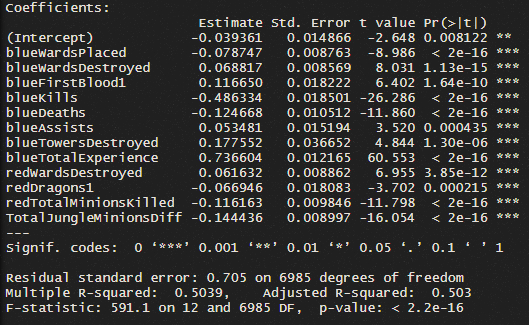 Coefficients:
Estimate Std. Error t value Pr(>|t|)
(Intercept) -0.039361 0.014866 -2.648 0.008122 **
blueWardsPlaced -0.078747 0.008763 -8.986 < 2e-16 ***
blueWardsDestroyed 0.068817 0.008569 8.031 1.13e-15 ***
blueFirstBlood1 0.116650 0.018222 6.402 1.64e-10 ***
blueKills -0.486334 0.018501 -26.286 < 2e-16 ***
blueDeaths -0.124668 0.010512 -11.860 < 2e-16 ***
blueAssists 0.053481 0.015194 3.520 0.000435 ***
blueTowersDestroyed 0.177552 0.036652 4.844 1.30e-06 ***
blueTotalExperience 0.736604 0.012165 60.553 < 2e-16 ***
redWardsDestroyed 0.061632 0.008862 6.955 3.85e-12 ***
redDragons1 -0.066946 0.018083 -3.702 0.000215 ***
redTotalMinionsKilled -0.116163 0.009846 -11.798 < 2e-16 ***
TotalJungleMinionsDiff -0.144436 0.008997 -16.054 < 2e-16 ***
---
Signif. codes: 0 ‘***’ 0.001 ‘**’ 0.01 ‘*’ 0.05 ‘.’ 0.1 ‘ ’ 1
Residual standard error: 0.705 on 6985 degrees of freedom
Multiple R-squared: 0.5039, Adjusted R-squared: 0.503
F-statistic: 591.1 on 12 and 6985 DF, p-value: < 2.2e-16